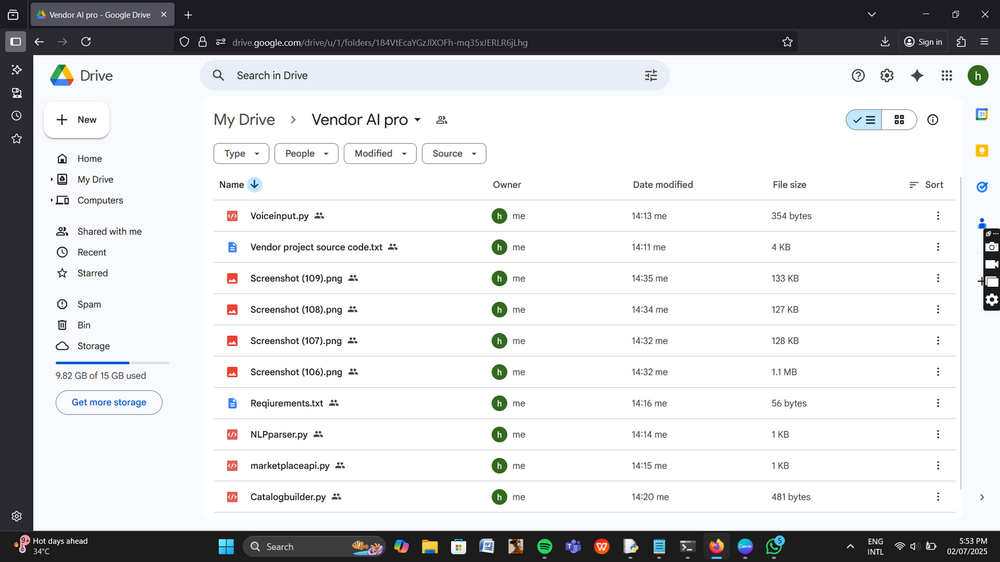 Vendor AI pro - Google Drive
drive.google.com/drive/u/1/folders/184VtEcaYGzJlXOFh-mq35xJERLR6jLhg
Sign in
Drive
Search in Drive
h
New
My Drive
Vendor AI pro
Type
People
Modified
Source
Home
My Drive
Computers
Shared with me
Recent
Starred
Spam
Bin
Storage
9.82 GB of 15 GB used
Get more storage
Name Owner Date modified File size Sort
Voiceinput.py h me 14:13 me 354 bytes
Vendor project source code.txt h me 14:11 me 4 KB
Screenshot (109).png h me 14:35 me 133 KB
Screenshot (108).png h me 14:34 me 127 KB
Screenshot (107).png h me 14:32 me 128 KB
Screenshot (106).png h me 14:32 me 1.1 MB
Reqiurements.txt h me 14:16 me 56 bytes
NLPparser.py h me 14:14 me 1 KB
marketplaceapi.py h me 14:15 me 1 KB
Catalogbuilder.py h me 14:20 me 481 bytes
31
9+
Hot days ahead
34°C
Search
W
Canva
5
ENG
INTL
5:53 PM
02/07/2025